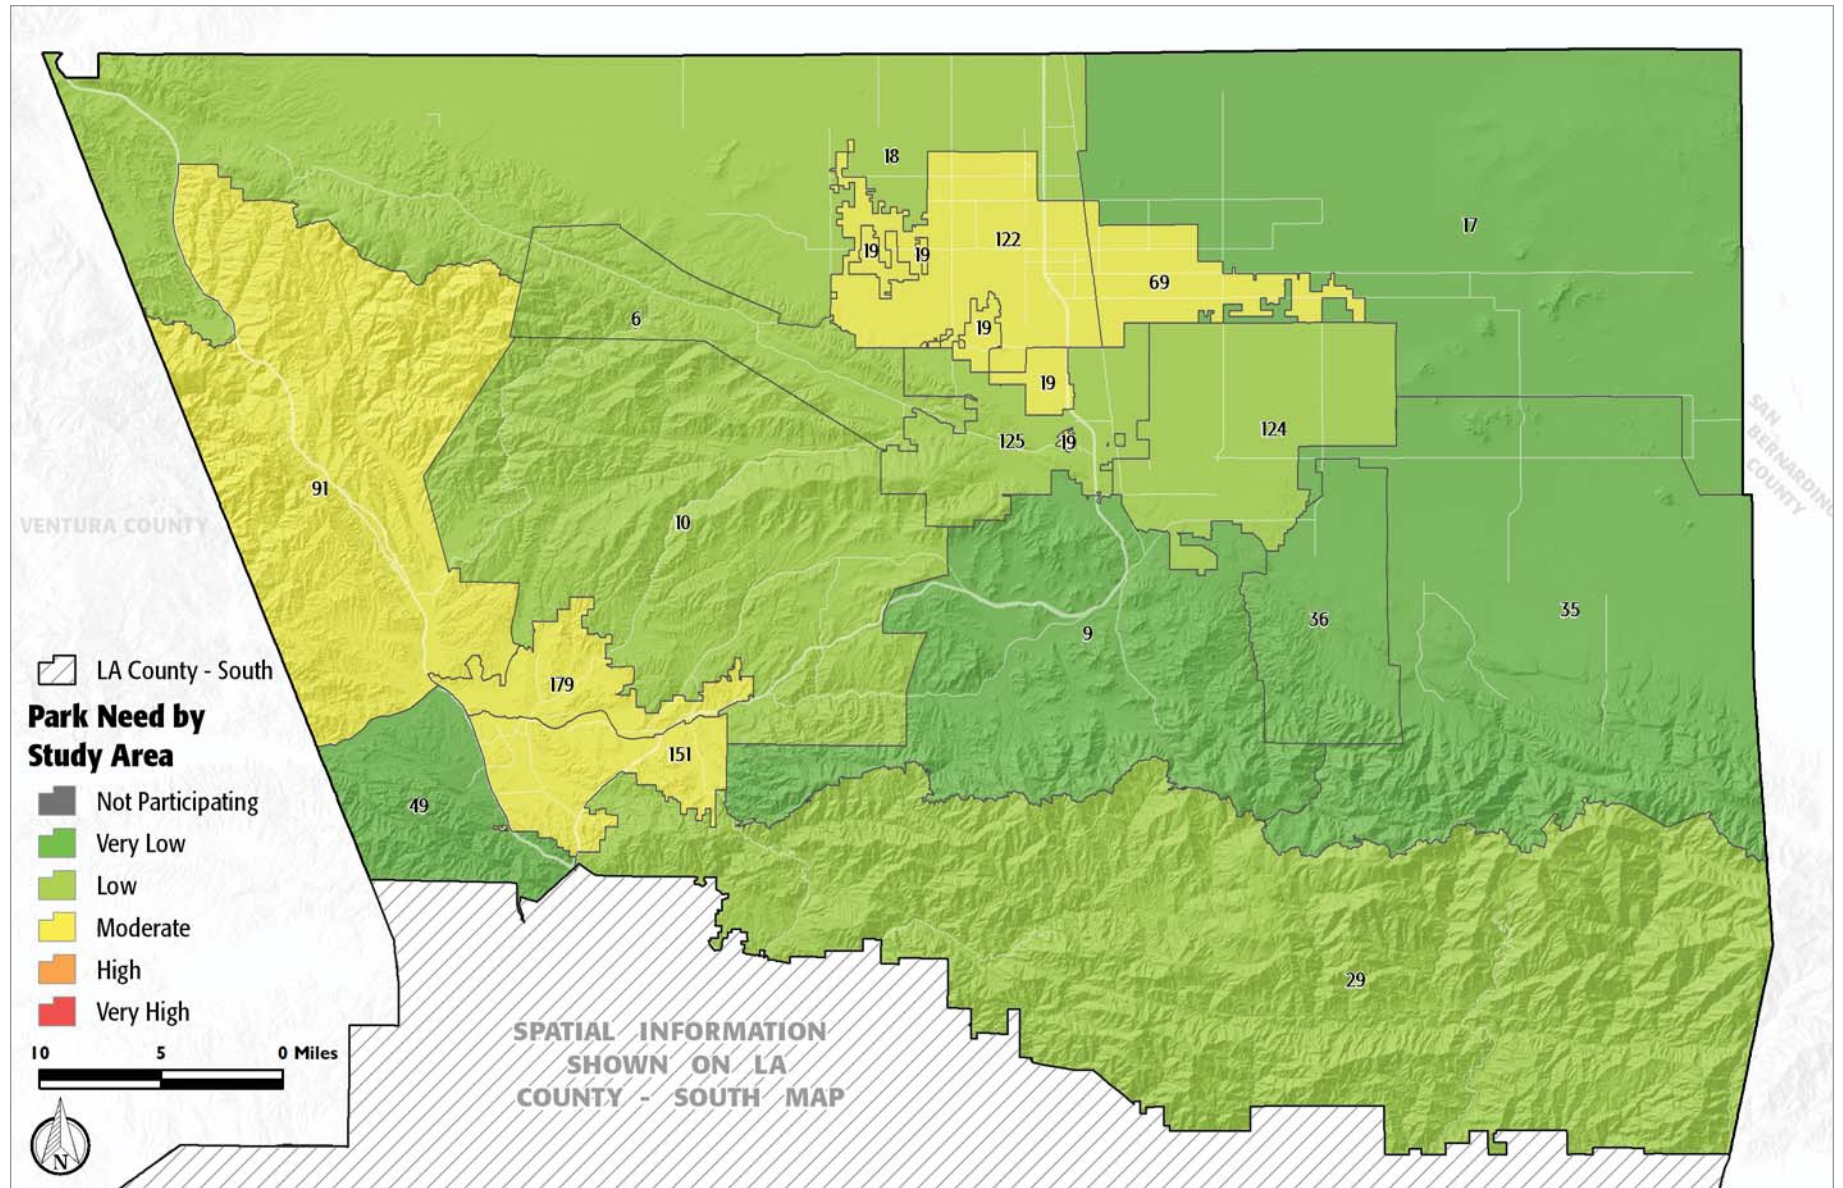 18
17
122
19
19
69
6
19
19
124
125
19
91
10
36
35
9
179
151
49
29
VENTURA COUNTY
SAN
BERNARDINO
COUNTY
LA County - South
Park Need by
Study Area
Not Participating
Very Low
Low
Moderate
High
Very High
10 5 0 Miles
N
SPATIAL INFORMATION
SHOWN ON LA
COUNTY - SOUTH MAP